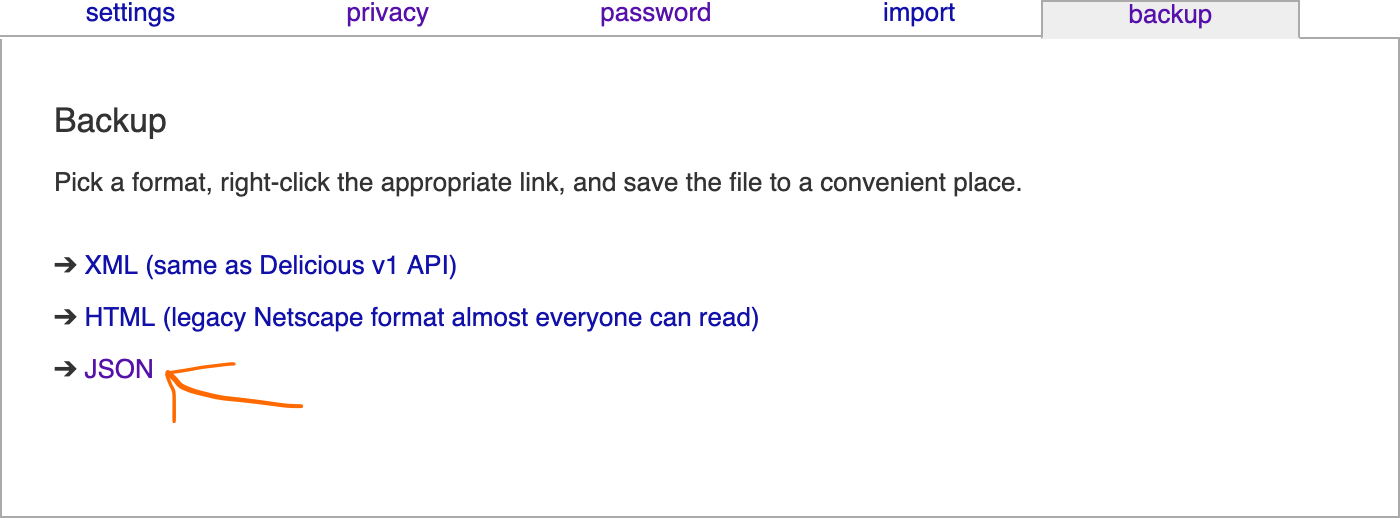 settings privacy password import backup
Backup
Pick a format, right-click the appropriate link, and save the file to a convenient place.
➔ XML (same as Delicious v1 API)
➔ HTML (legacy Netscape format almost everyone can read)
➔ JSON